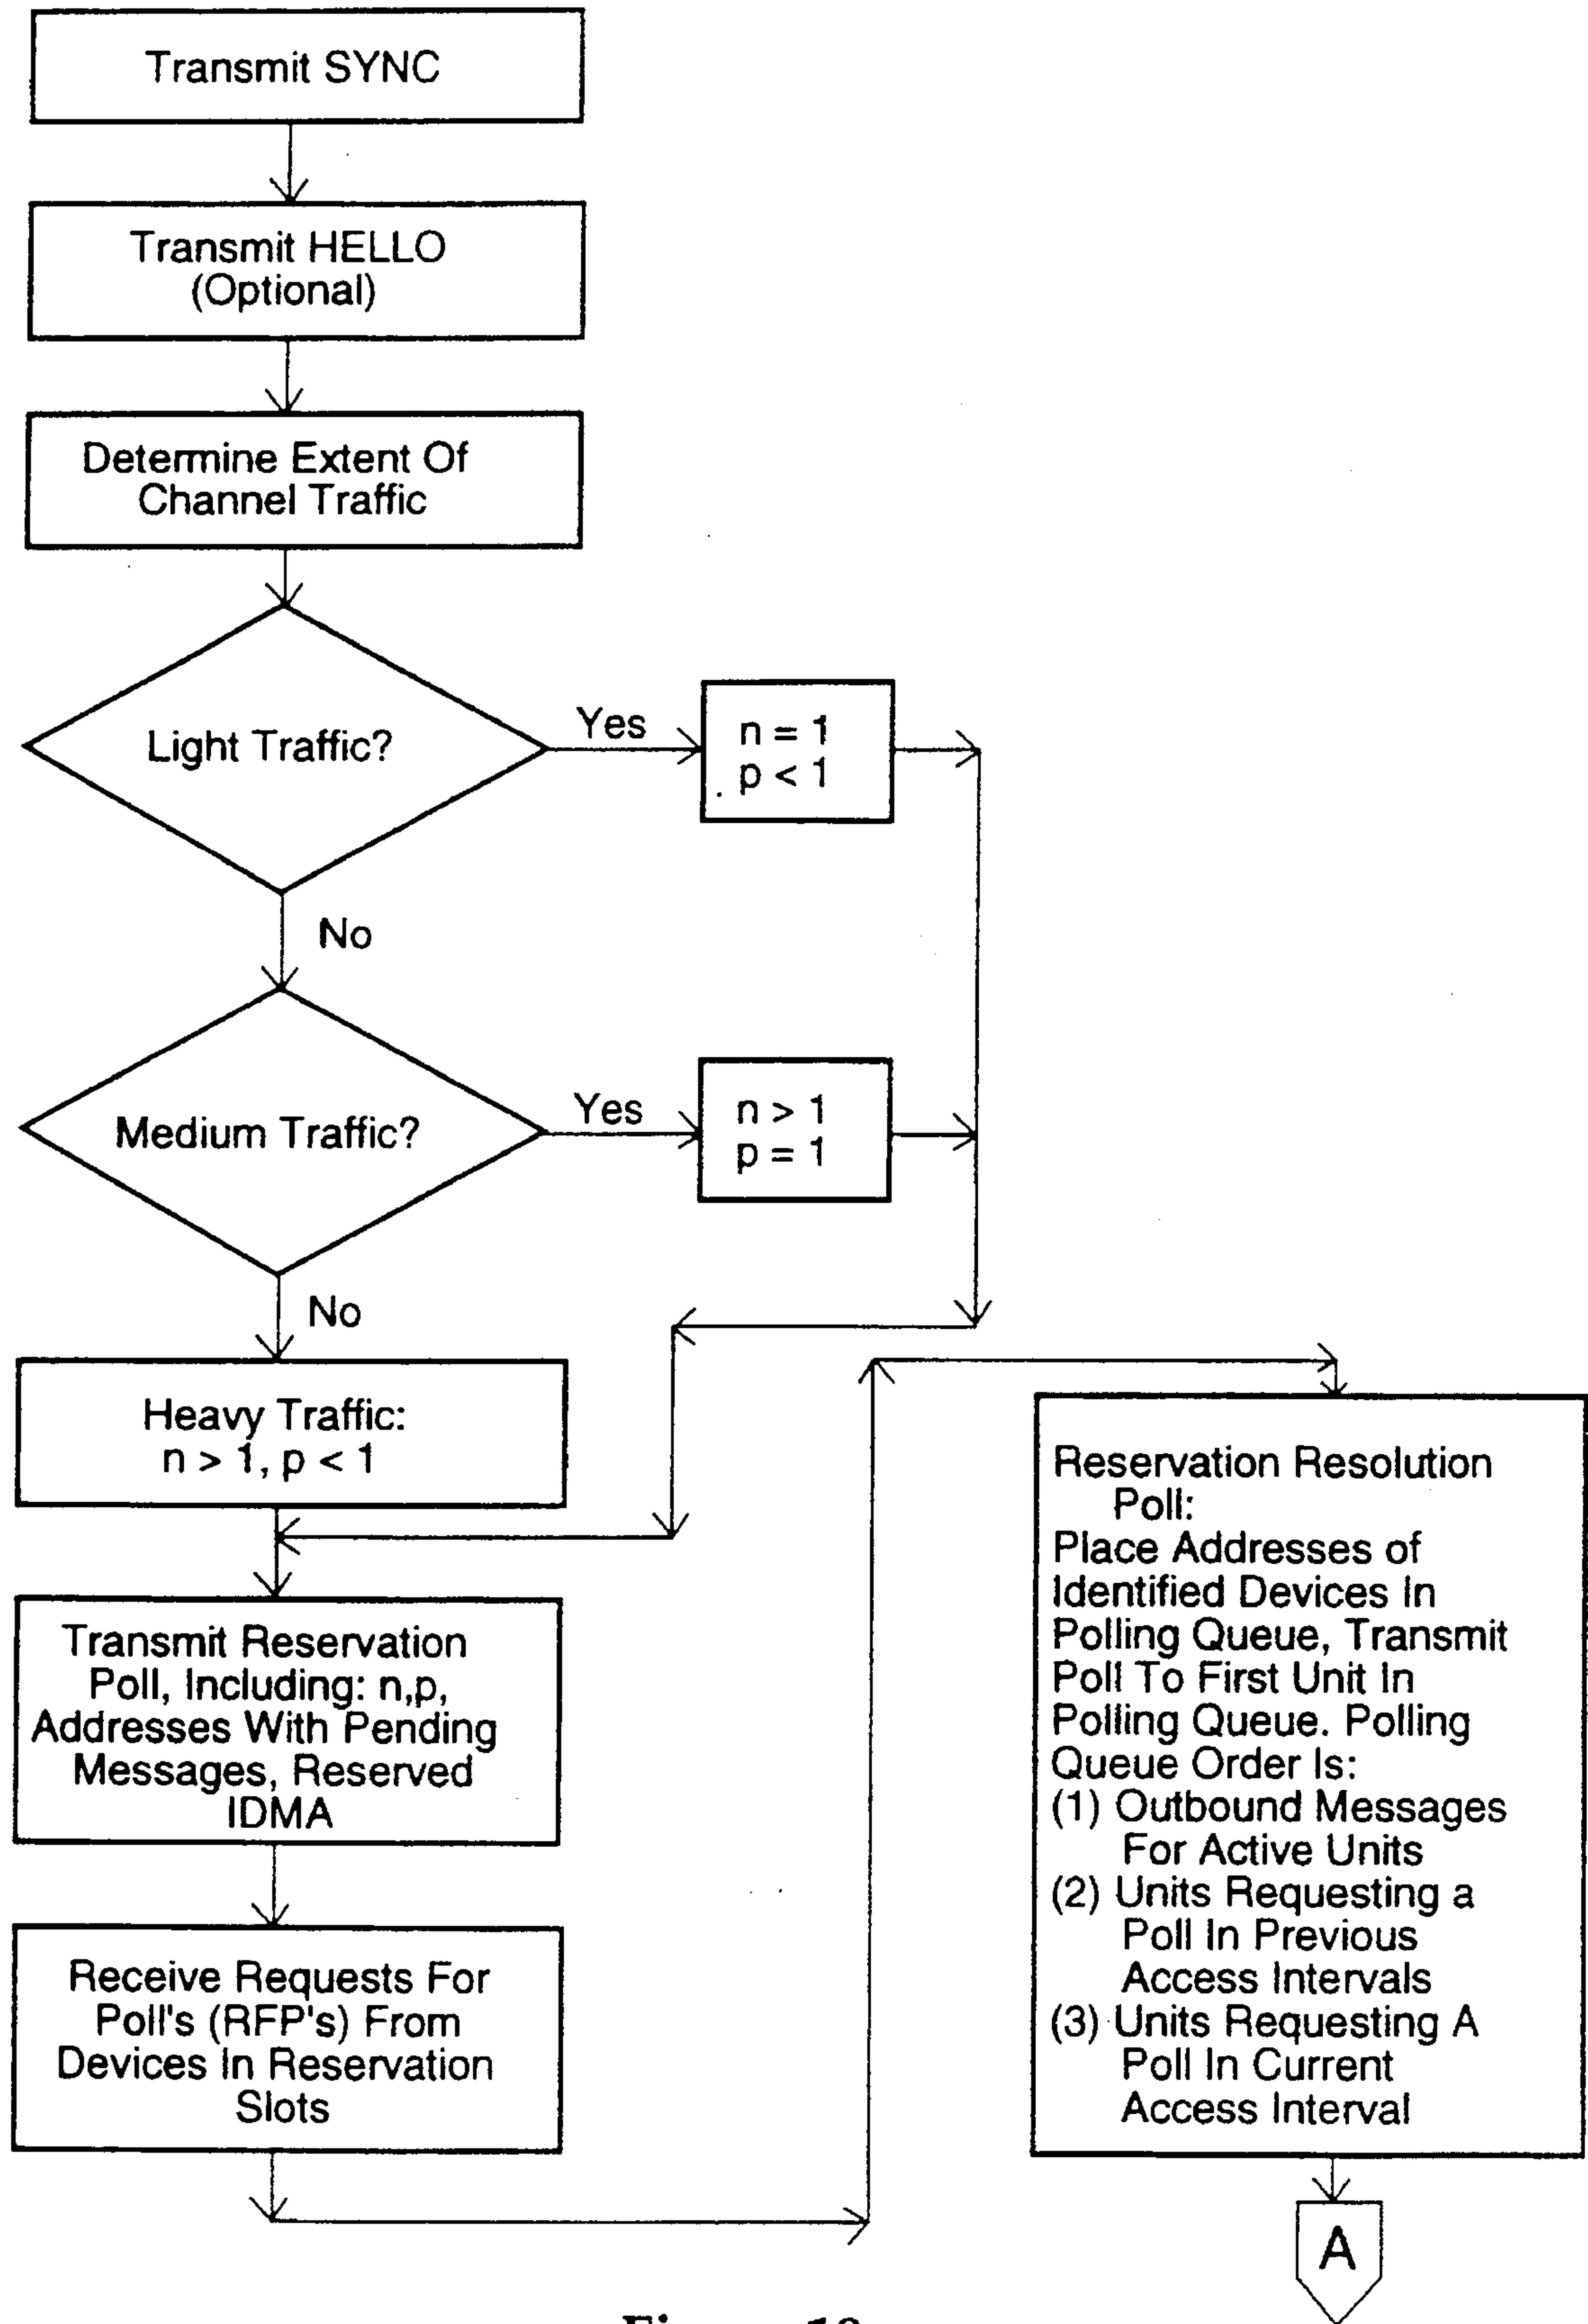 Transmit SYNC
Transmit HELLO
(Optional)
Determine Extent Of
Channel Traffic
Light Traffic?
Yes
n = 1
p < 1
No
Medium Traffic?
Yes
n > 1
p = 1
No
Heavy Traffic:
n > 1, p < 1
Transmit Reservation
Poll, Including: n,p,
Addresses With Pending
Messages, Reserved
IDMA
Receive Requests For
Poll's (RFP's) From
Devices In Reservation
Slots
Reservation Resolution
Poll:
Place Addresses of
Identified Devices In
Polling Queue, Transmit
Poll To First Unit In
Polling Queue. Polling
Queue Order Is:
(1) Outbound Messages
For Active Units
(2) Units Requesting a
Poll In Previous
Access Intervals
(3) Units Requesting A
Poll In Current
Access Interval
A